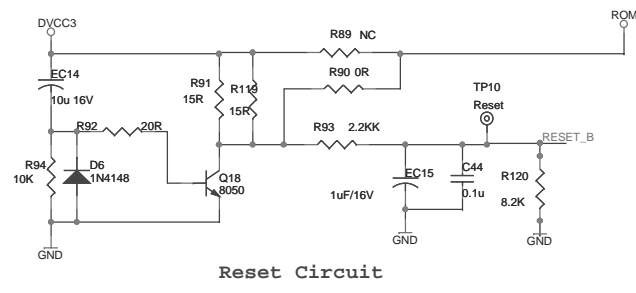 DVCC3
ROM
R89 NC
EC14
10u 16V
R91
15R
R119
15R
R90 0R
TP10
Reset
R92 20R
R93 2.2KK
RESET_B
R94
10K
D6
1N4148
Q18
8050
EC15
1uF/16V
C44
0.1u
R120
8.2K
GND
GND
GND
Reset Circuit